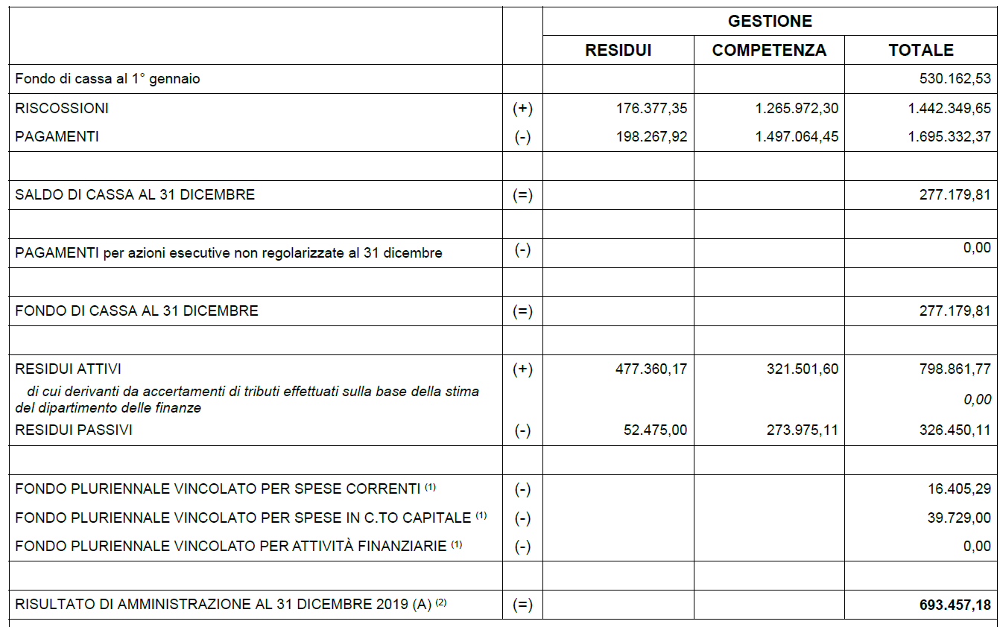 GESTIONE
RESIDUI COMPETENZA TOTALE
Fondo di cassa al 1° gennaio 530.162,53
RISCOSSIONI (+) 176.377,35 1.265.972,30 1.442.349,65
PAGAMENTI (-) 198.267,92 1.497.064,45 1.695.332,37
SALDO DI CASSA AL 31 DICEMBRE (=) 277.179,81
PAGAMENTI per azioni esecutive non regolarizzate al 31 dicembre (-) 0,00
FONDO DI CASSA AL 31 DICEMBRE (=) 277.179,81
RESIDUI ATTIVI (+) 477.360,17 321.501,60 798.861,77
di cui derivanti da accertamenti di tributi effettuati sulla base della stima
del dipartimento delle finanze 0,00
RESIDUI PASSIVI (-) 52.475,00 273.975,11 326.450,11
FONDO PLURIENNALE VINCOLATO PER SPESE CORRENTI (1) (-) 16.405,29
FONDO PLURIENNALE VINCOLATO PER SPESE IN C.TO CAPITALE (1) (-) 39.729,00
FONDO PLURIENNALE VINCOLATO PER ATTIVITÀ FINANZIARIE (1) (-) 0,00
RISULTATO DI AMMINISTRAZIONE AL 31 DICEMBRE 2019 (A) (2) (=) 693.457,18